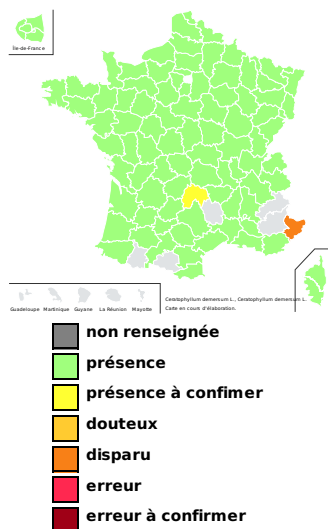 Île-de-France
Guadeloupe Martinique Guyane La Réunion Mayotte
Ceratophyllum demersum L., Ceratophyllum demersum L.
Carte en cours d'élaboration.
non renseignée
présence
présence à confimer
douteux
disparu
erreur
erreur à confirmer